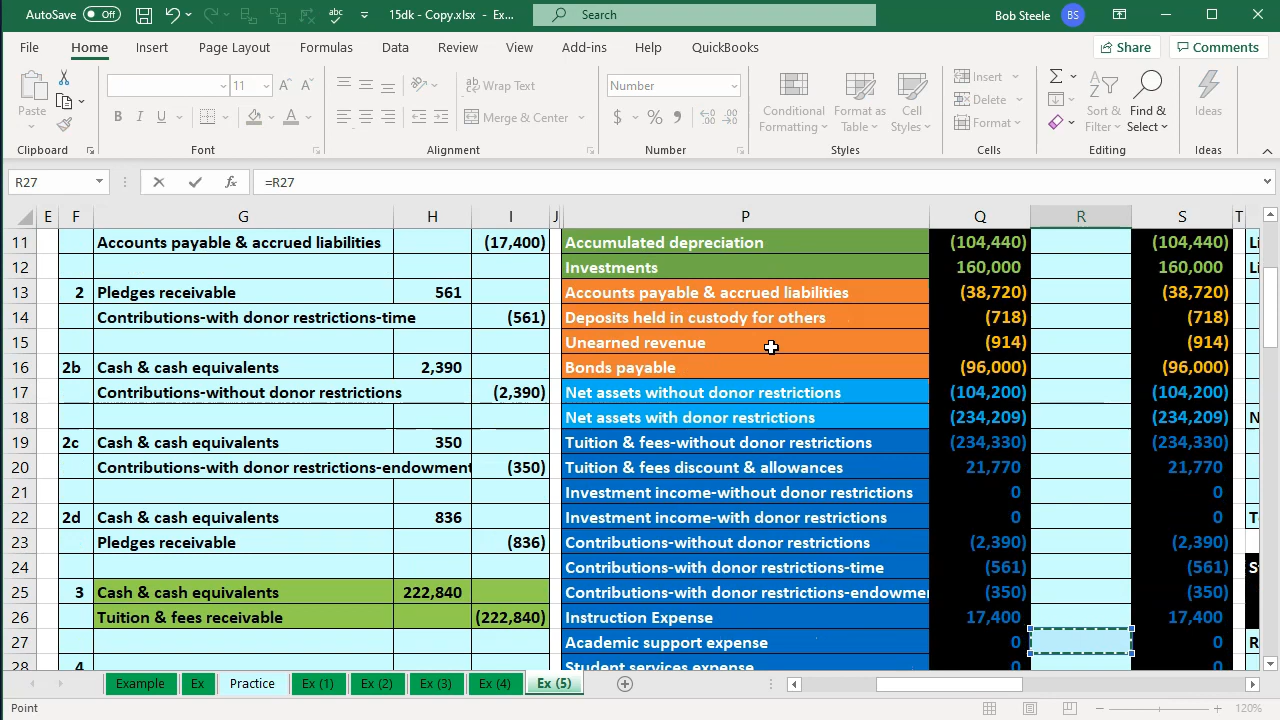 AutoSave Off abc 15dk - Copy.xlsx - Ex... Search Bob Steele BS
File Home Insert Page Layout Formulas Data Review View Add-ins Help QuickBooks Share Comments
Paste 11 A A Wrap Text Number Conditional Formatting Format as Table Cell Styles Insert Delete Format Sort & Filter Find & Select Ideas
B I U A Merge & Center $ %
Clipboard Font Alignment Number Styles Cells Editing Ideas
R27 fx =R27
E F G H I J P Q R S T
11 Accounts payable & accrued liabilities (17,400) Accumulated depreciation (104,440) (104,440) Li
12 Investments 160,000 160,000 Li
13 2 Pledges receivable 561 Accounts payable & accrued liabilities (38,720) (38,720)
14 Contributions-with donor restrictions-time (561) Deposits held in custody for others (718) (718)
15 Unearned revenue (914) (914)
16 2b Cash & cash equivalents 2,390 Bonds payable (96,000) (96,000)
17 Contributions-without donor restrictions (2,390) Net assets without donor restrictions (104,200) (104,200)
18 Net assets with donor restrictions (234,209) (234,209) N
19 2c Cash & cash equivalents 350 Tuition & fees-without donor restrictions (234,330) (234,330)
20 Contributions-with donor restrictions-endowment (350) Tuition & fees discount & allowances 21,770 21,770
21 Investment income-without donor restrictions 0 0
22 2d Cash & cash equivalents 836 Investment income-with donor restrictions 0 0 T
23 Pledges receivable (836) Contributions-without donor restrictions (2,390) (2,390)
24 Contributions-with donor restrictions-time (561) (561) S
25 3 Cash & cash equivalents 222,840 Contributions-with donor restrictions-endowme (350) (350)
26 Tuition & fees receivable (222,840) Instruction Expense 17,400 17,400
27 Academic support expense 0 0 R
28 4 Student services expense 0 0
Example Ex Practice Ex (1) Ex (2) Ex (3) Ex (4) Ex (5)
Point 120%